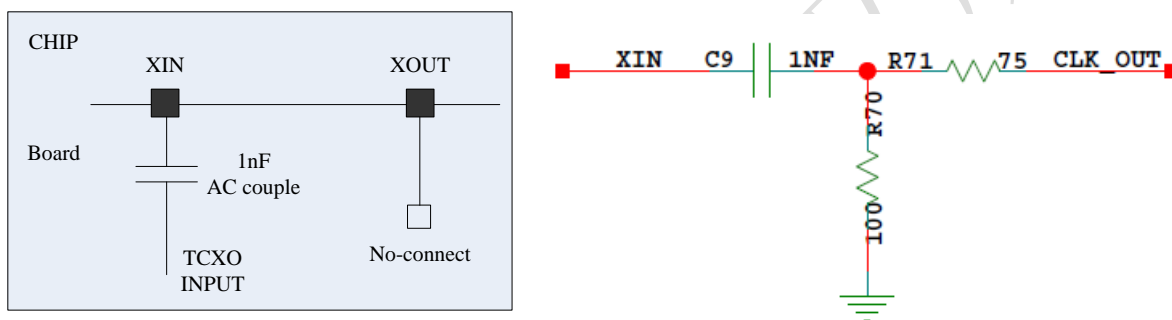 CHIP
XIN
XOUT
Board
1nF
AC couple
TCXO
INPUT
No-connect
XIN C9 1NF R71 75 CLK_OUT
R70
100